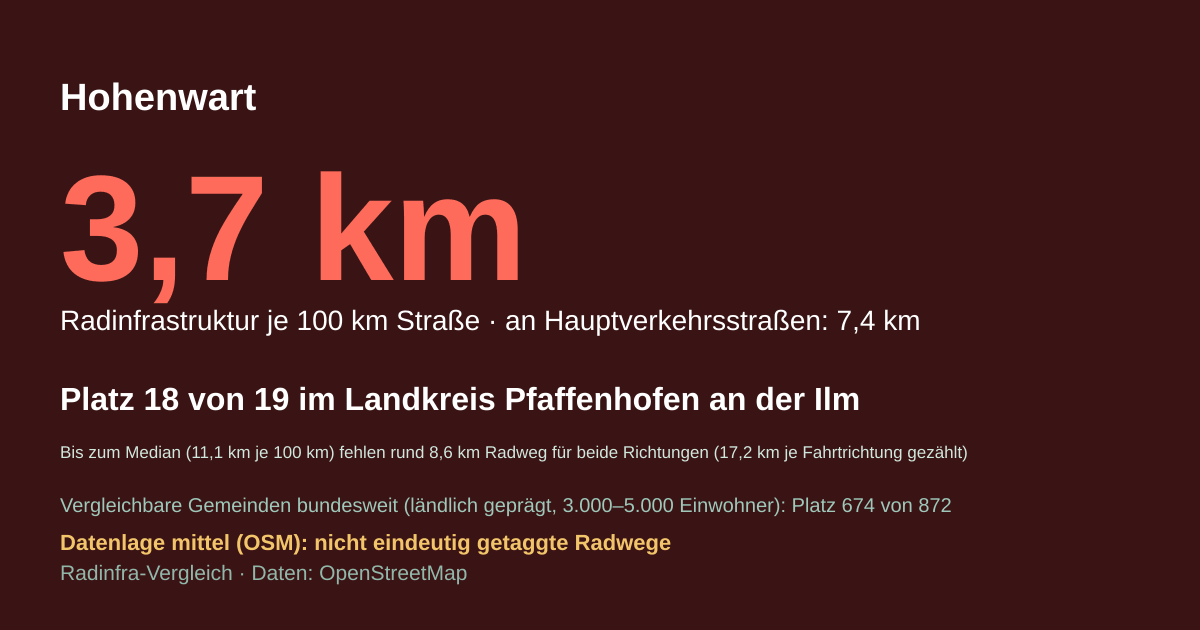 Hohenwart
3,7 km
Radinfrastruktur je 100 km Straße · an Hauptverkehrsstraßen: 7,4 km
Platz 18 von 19 im Landkreis Pfaffenhofen an der Ilm
Bis zum Median (11,1 km je 100 km) fehlen rund 8,6 km Radweg für beide Richtungen (17,2 km je Fahrtrichtung gezählt)
Vergleichbare Gemeinden bundesweit (ländlich geprägt, 3.000–5.000 Einwohner): Platz 674 von 872
Datenlage mittel (OSM): nicht eindeutig getaggte Radwege
Radinfra-Vergleich · Daten: OpenStreetMap